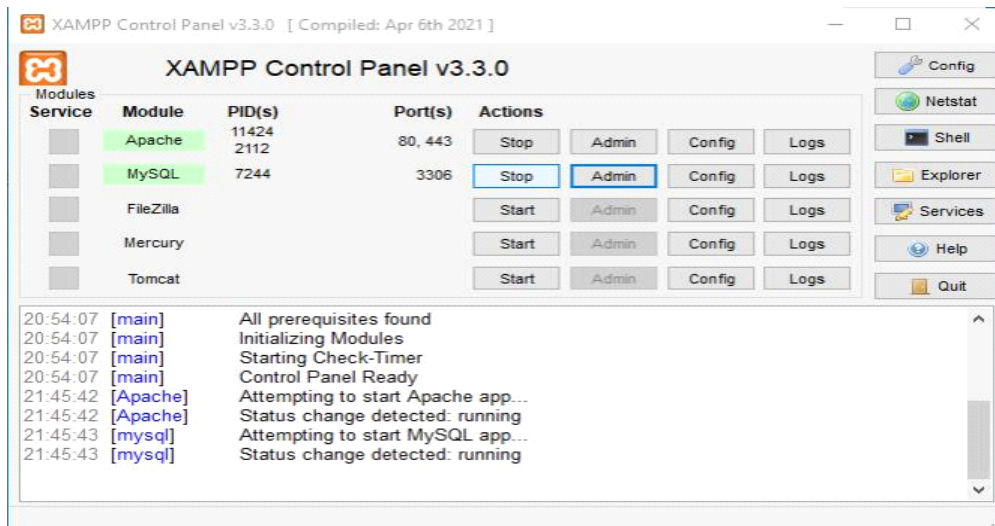 XAMPP Control Panel v3.3.0 [ Compiled: Apr 6th 2021 ]
XAMPP Control Panel v3.3.0
Config
Modules
Service Module PID(s) Port(s) Actions
Netstat
Apache 11424 2112 80, 443 Stop Admin Config Logs
Shell
MySQL 7244 3306 Stop Admin Config Logs
Explorer
FileZilla Start Admin Config Logs
Services
Mercury Start Admin Config Logs
Help
Tomcat Start Admin Config Logs
Quit
20:54:07 [main] All prerequisites found
20:54:07 [main] Initializing Modules
20:54:07 [main] Starting Check-Timer
20:54:07 [main] Control Panel Ready
21:45:42 [Apache] Attempting to start Apache app...
21:45:42 [Apache] Status change detected: running
21:45:43 [mysql] Attempting to start MySQL app...
21:45:43 [mysql] Status change detected: running